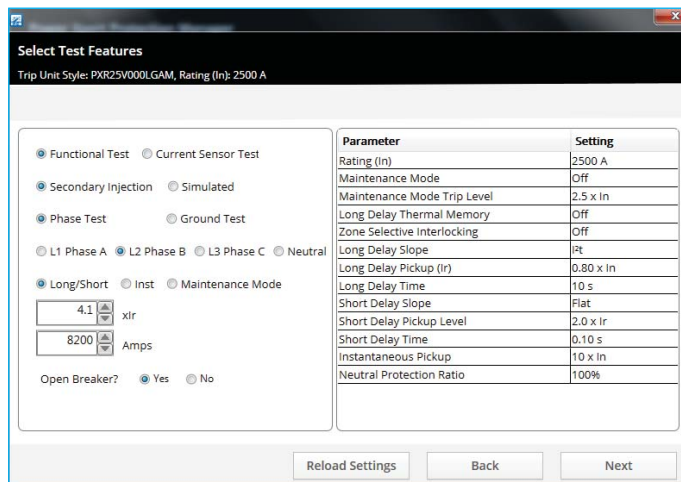 Select Test Features
Trip Unit Style: PXR25V000LGAM, Rating (In): 2500 A
Functional Test Current Sensor Test
Secondary Injection Simulated
Phase Test Ground Test
L1 Phase A L2 Phase B L3 Phase C Neutral
Long/Short Inst Maintenance Mode
4.1 xIr
8200 Amps
Open Breaker? Yes No
Parameter Setting
Rating (In) 2500 A
Maintenance Mode Off
Maintenance Mode Trip Level 2.5 x In
Long Delay Thermal Memory Off
Zone Selective Interlocking Off
Long Delay Slope I²t
Long Delay Pickup (Ir) 0.80 x In
Long Delay Time 10 s
Short Delay Slope Flat
Short Delay Pickup Level 2.0 x Ir
Short Delay Time 0.10 s
Instantaneous Pickup 10 x In
Neutral Protection Ratio 100%
Reload Settings Back Next